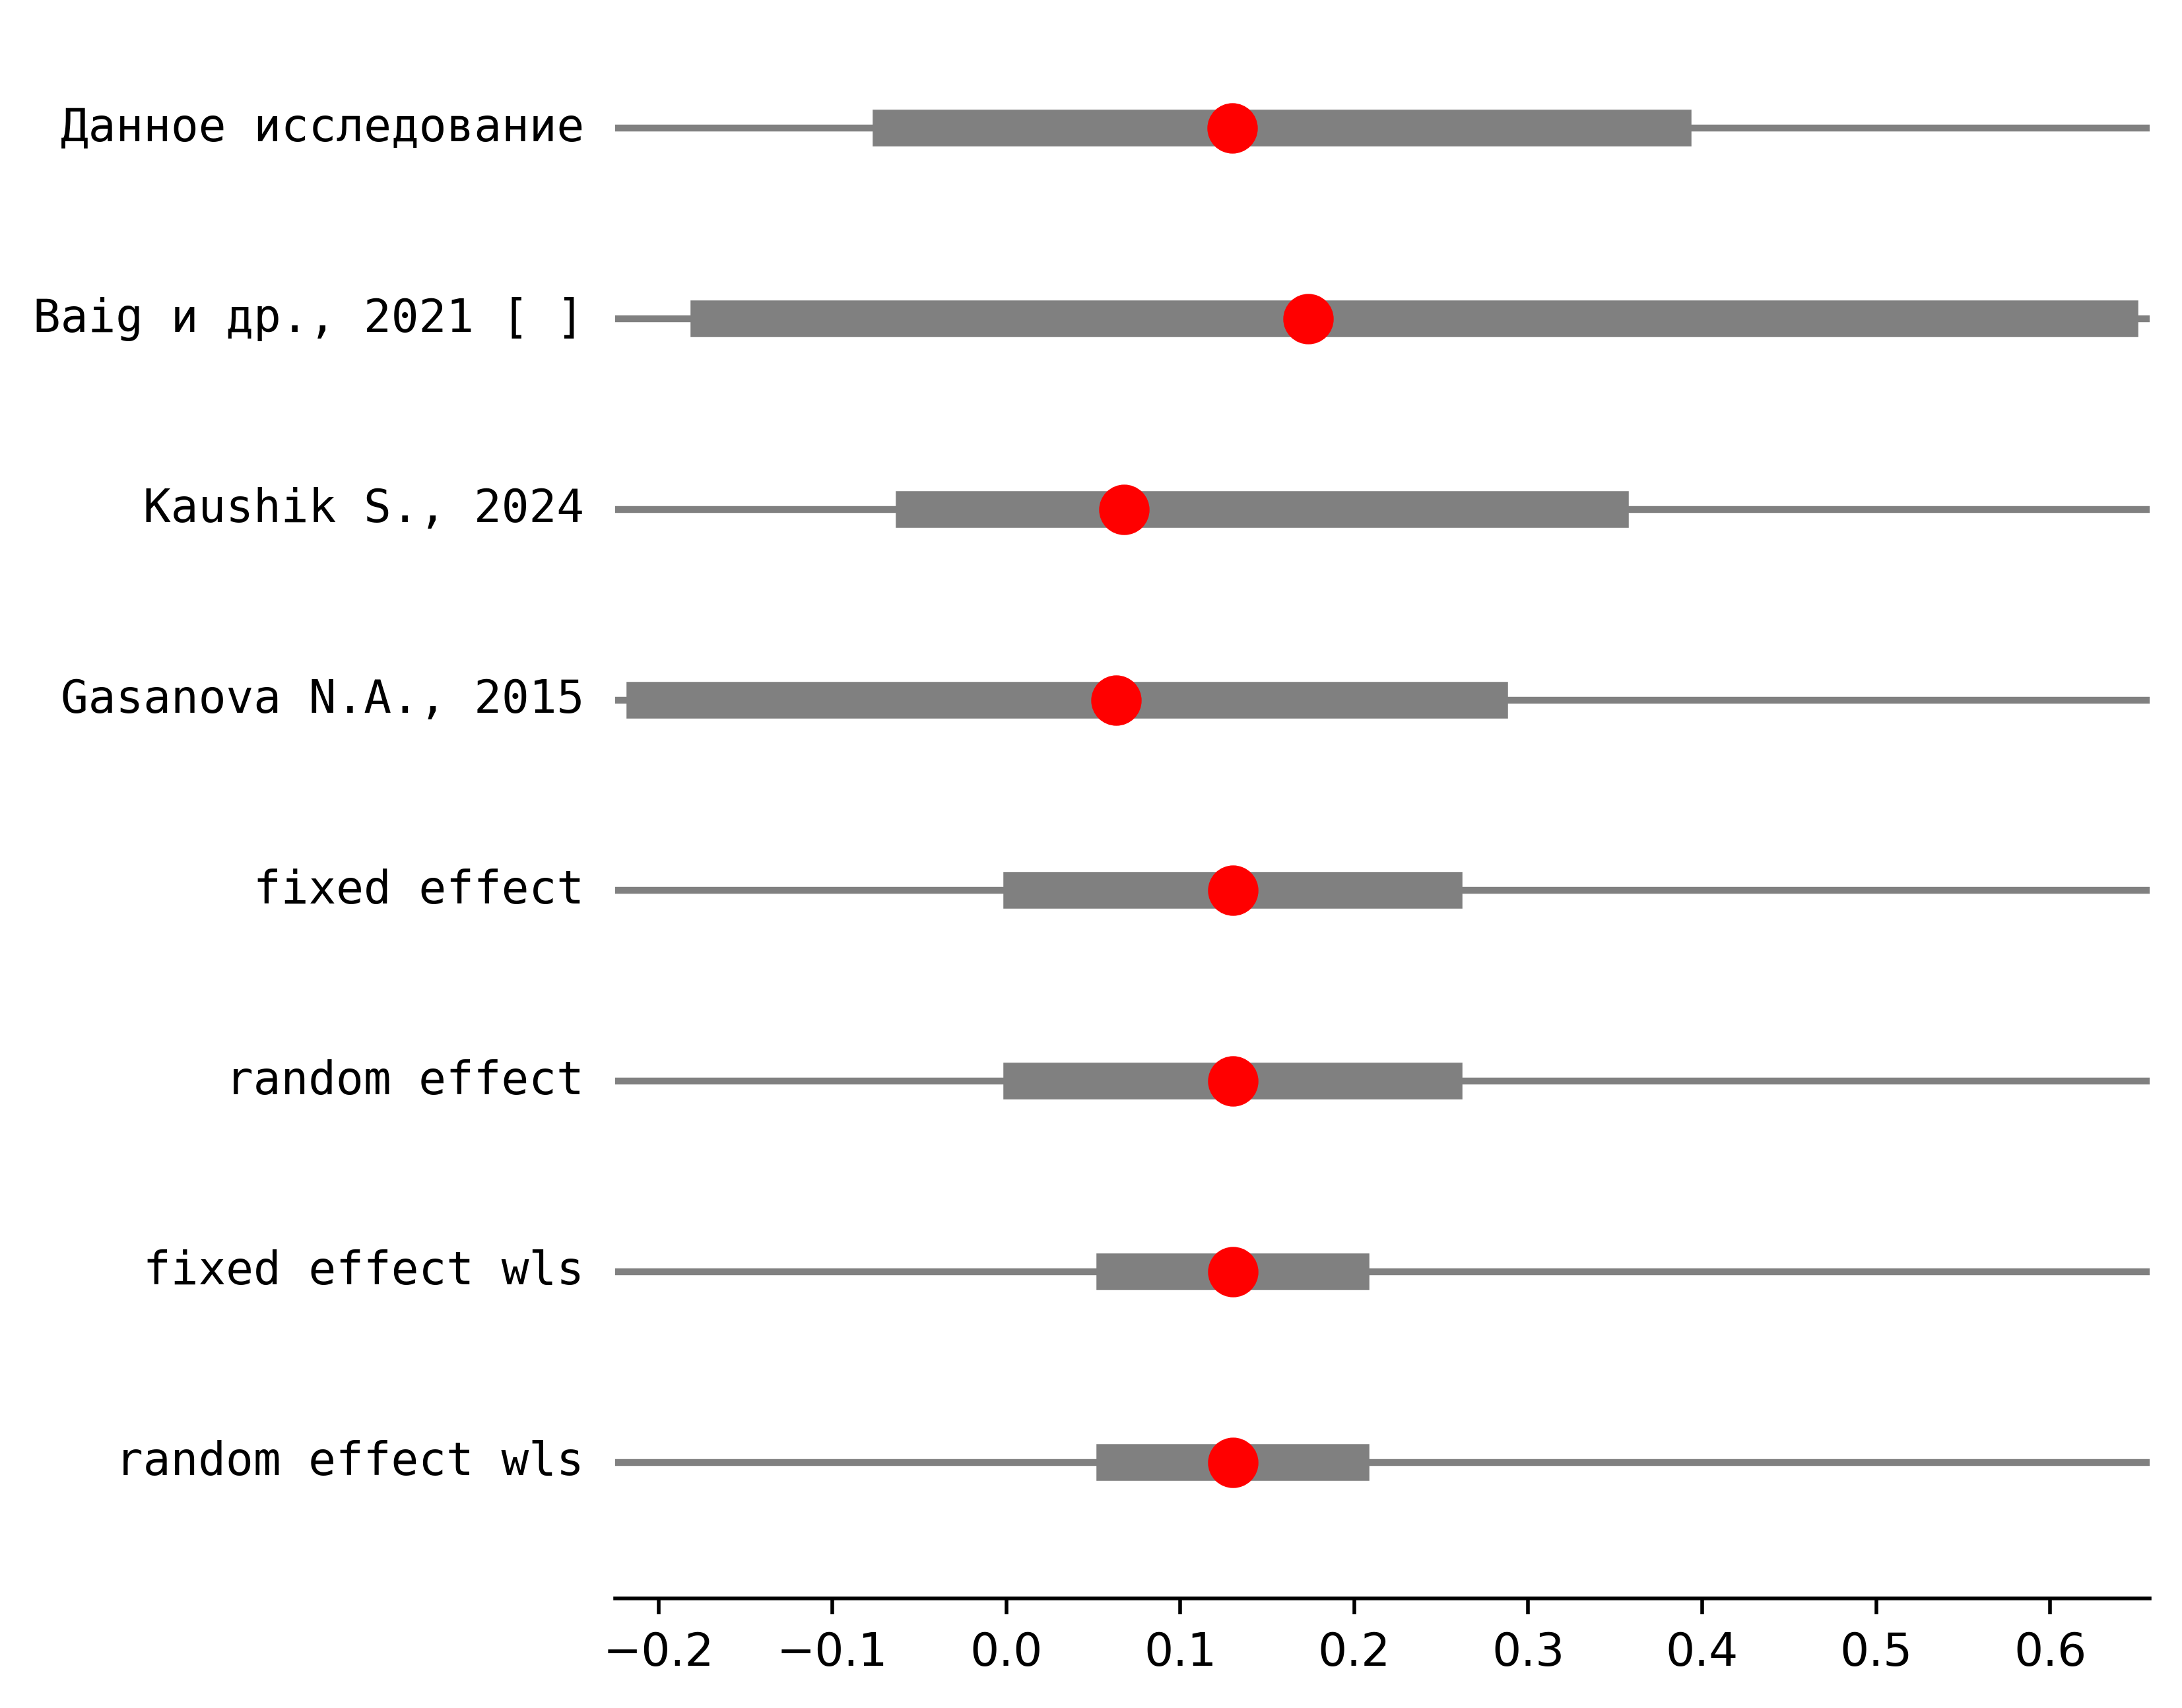 Данное исследование
Baig и др., 2021 [ ]
Kaushik S., 2024
Gasanova N.A., 2015
fixed effect
random effect
fixed effect wls
random effect wls
−0.2 −0.1 0.0 0.1 0.2 0.3 0.4 0.5 0.6